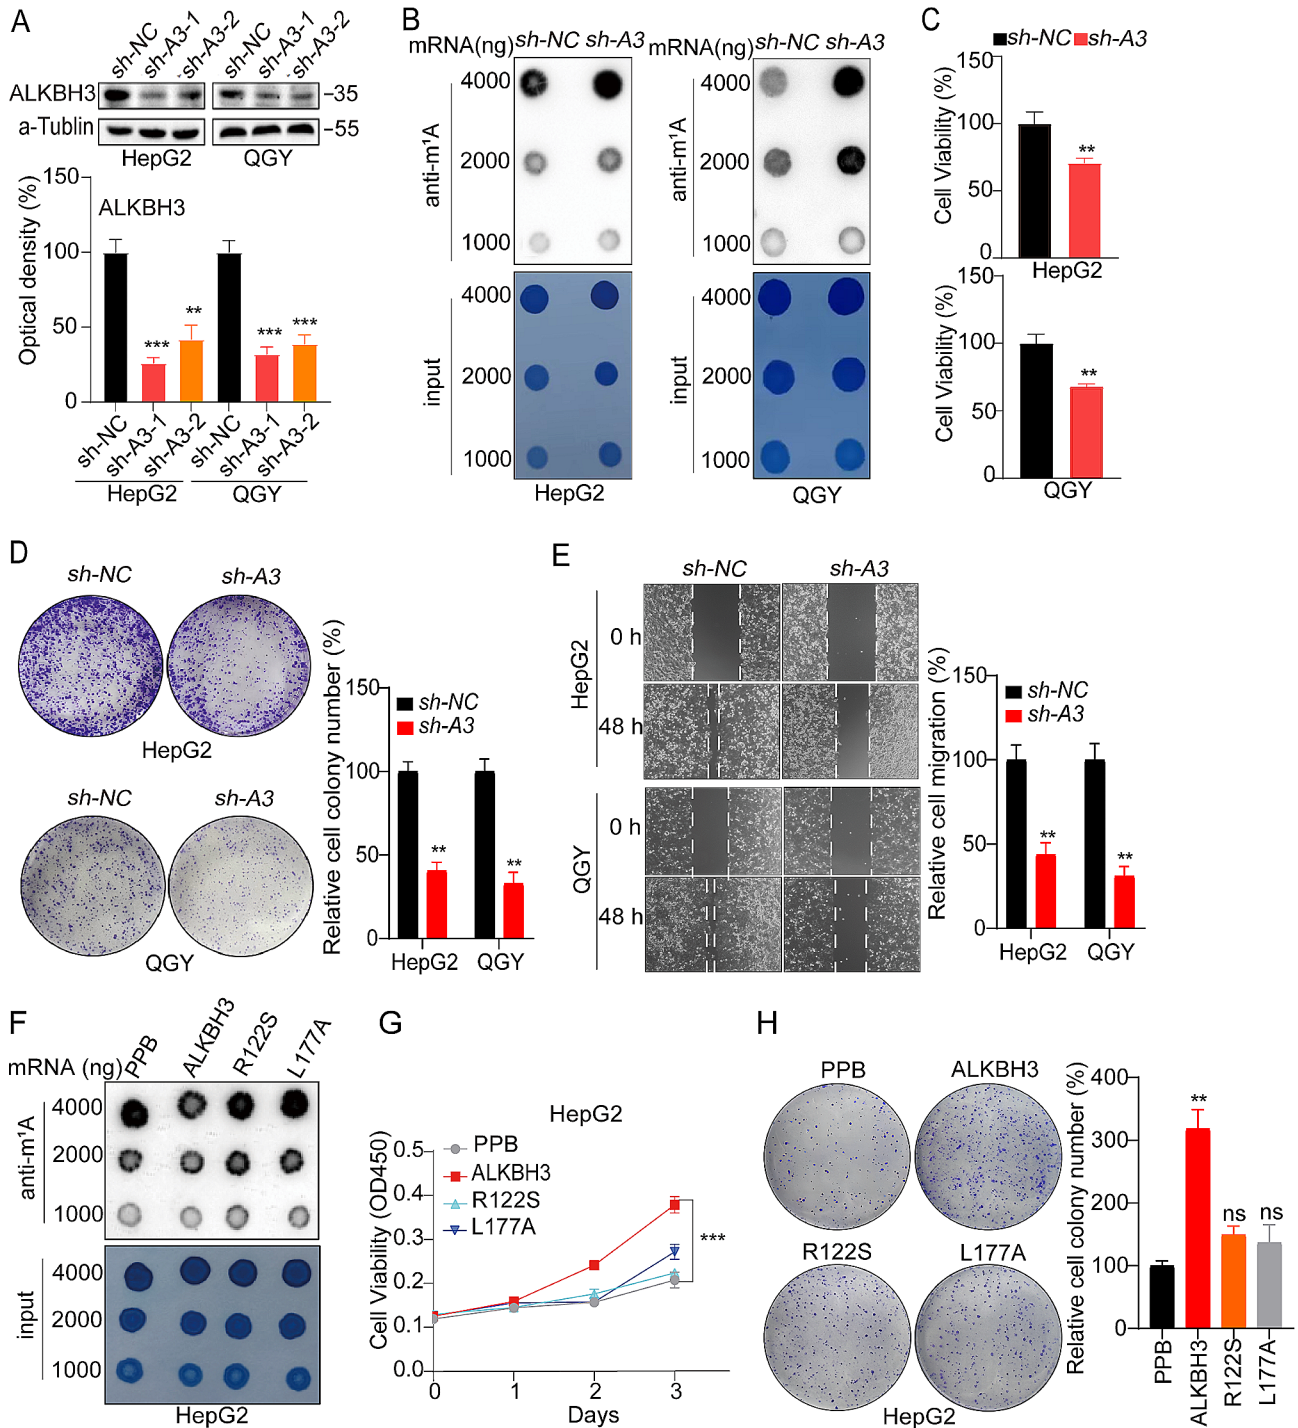 A
sh-NC
sh-A3-1
sh-A3-2
sh-NC
sh-A3-1
sh-A3-2
ALKBH3
-35
a-Tublin
-55
HepG2
QGY
Optical density (%)
150
100
50
0
ALKBH3
***
**
***
***
sh-NC
sh-A3-1
sh-A3-2
sh-NC
sh-A3-1
sh-A3-2
HepG2
QGY
B
mRNA(ng)
sh-NC sh-A3
anti-m¹A
4000
2000
1000
input
4000
2000
1000
HepG2
mRNA(ng)
sh-NC sh-A3
anti-m¹A
4000
2000
1000
input
4000
2000
1000
QGY
C
sh-NC
sh-A3
Cell Viability (%)
150
100
50
0
**
HepG2
Cell Viability (%)
150
100
50
0
**
QGY
D
sh-NC
sh-A3
HepG2
sh-NC
sh-A3
QGY
Relative cell colony number (%)
150
100
50
0
sh-NC
sh-A3
**
**
HepG2
QGY
E
sh-NC
sh-A3
HepG2
0 h
48 h
QGY
0 h
48 h
Relative cell migration (%)
150
100
50
0
sh-NC
sh-A3
**
**
HepG2
QGY
F
PPB
ALKBH3
R122S
L177A
mRNA (ng)
anti-m¹A
4000
2000
1000
input
4000
2000
1000
HepG2
G
HepG2
Cell Viability (OD450)
0.5
0.4
0.3
0.2
0.1
0.0
PPB
ALKBH3
R122S
L177A
***
0
1
2
3
Days
H
PPB
ALKBH3
R122S
L177A
HepG2
Relative cell colony number (%)
400
300
200
100
0
**
ns
ns
PPB
ALKBH3
R122S
L177A